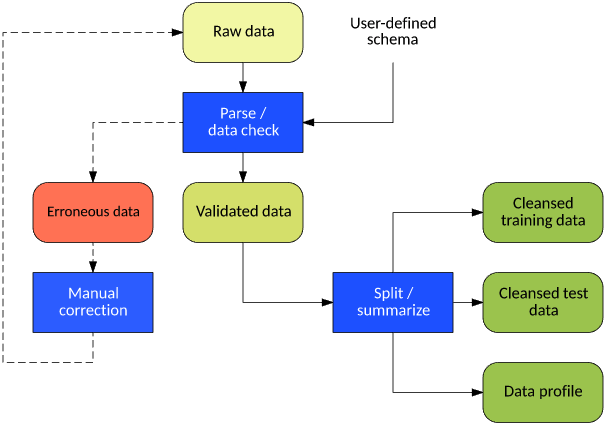 Raw data
User-defined
schema
Parse /
data check
Erroneous data
Validated data
Cleansed
training data
Manual
correction
Split /
summarize
Cleansed test
data
Data profile